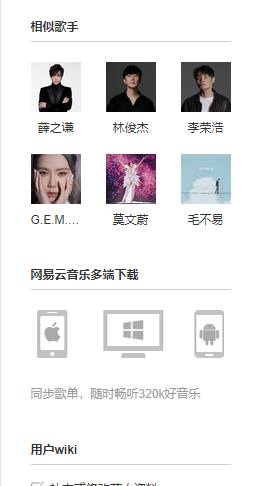 相似歌手
薛之谦 林俊杰 李荣浩
G.E.M.... 莫文蔚 毛不易
网易云音乐多端下载
同步歌单，随时畅听320k好音乐
用户wiki